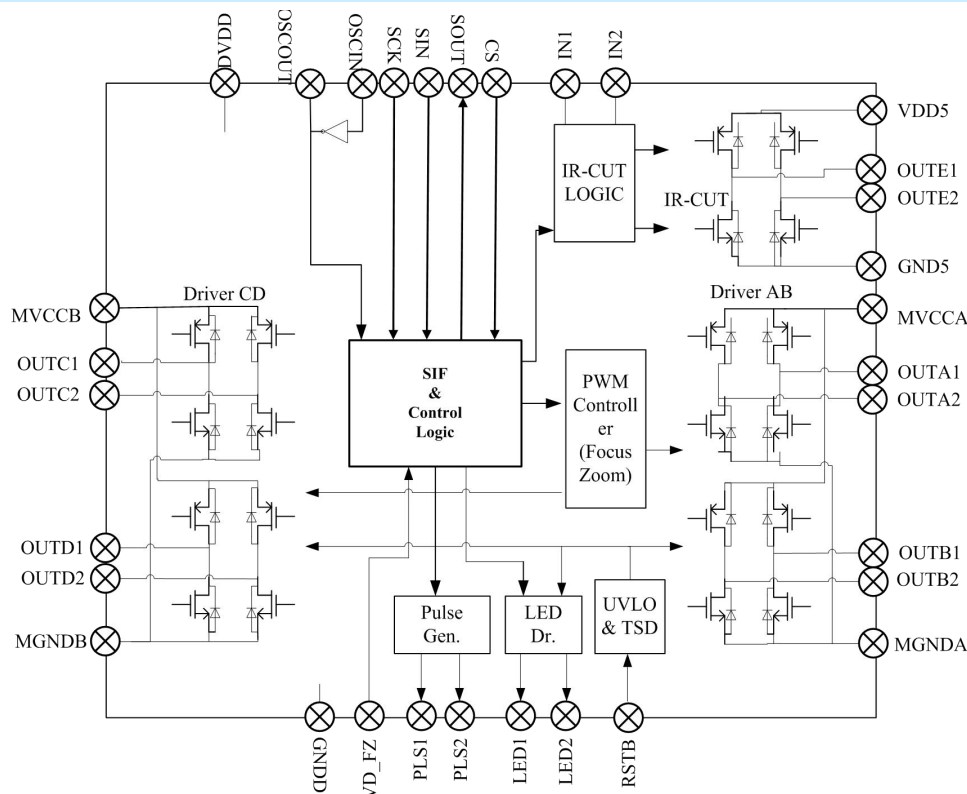 DVDD
OSCOUT
OSCIN
SCK
SIN
SOUT
CS
IN1
IN2
VDD5
OUTE1
OUTE2
GND5
IR-CUT
LOGIC
IR-CUT
Driver CD
Driver AB
MVCCB
OUTC1
OUTC2
OUTD1
OUTD2
MGNDB
MVCCA
OUTA1
OUTA2
OUTB1
OUTB2
MGNDA
SIF
&
Control
Logic
PWM
Controll
er
(Focus
Zoom)
Pulse
Gen.
LED
Dr.
UVLO
& TSD
GNDD
VD_FZ
PLS1
PLS2
LED1
LED2
RSTB